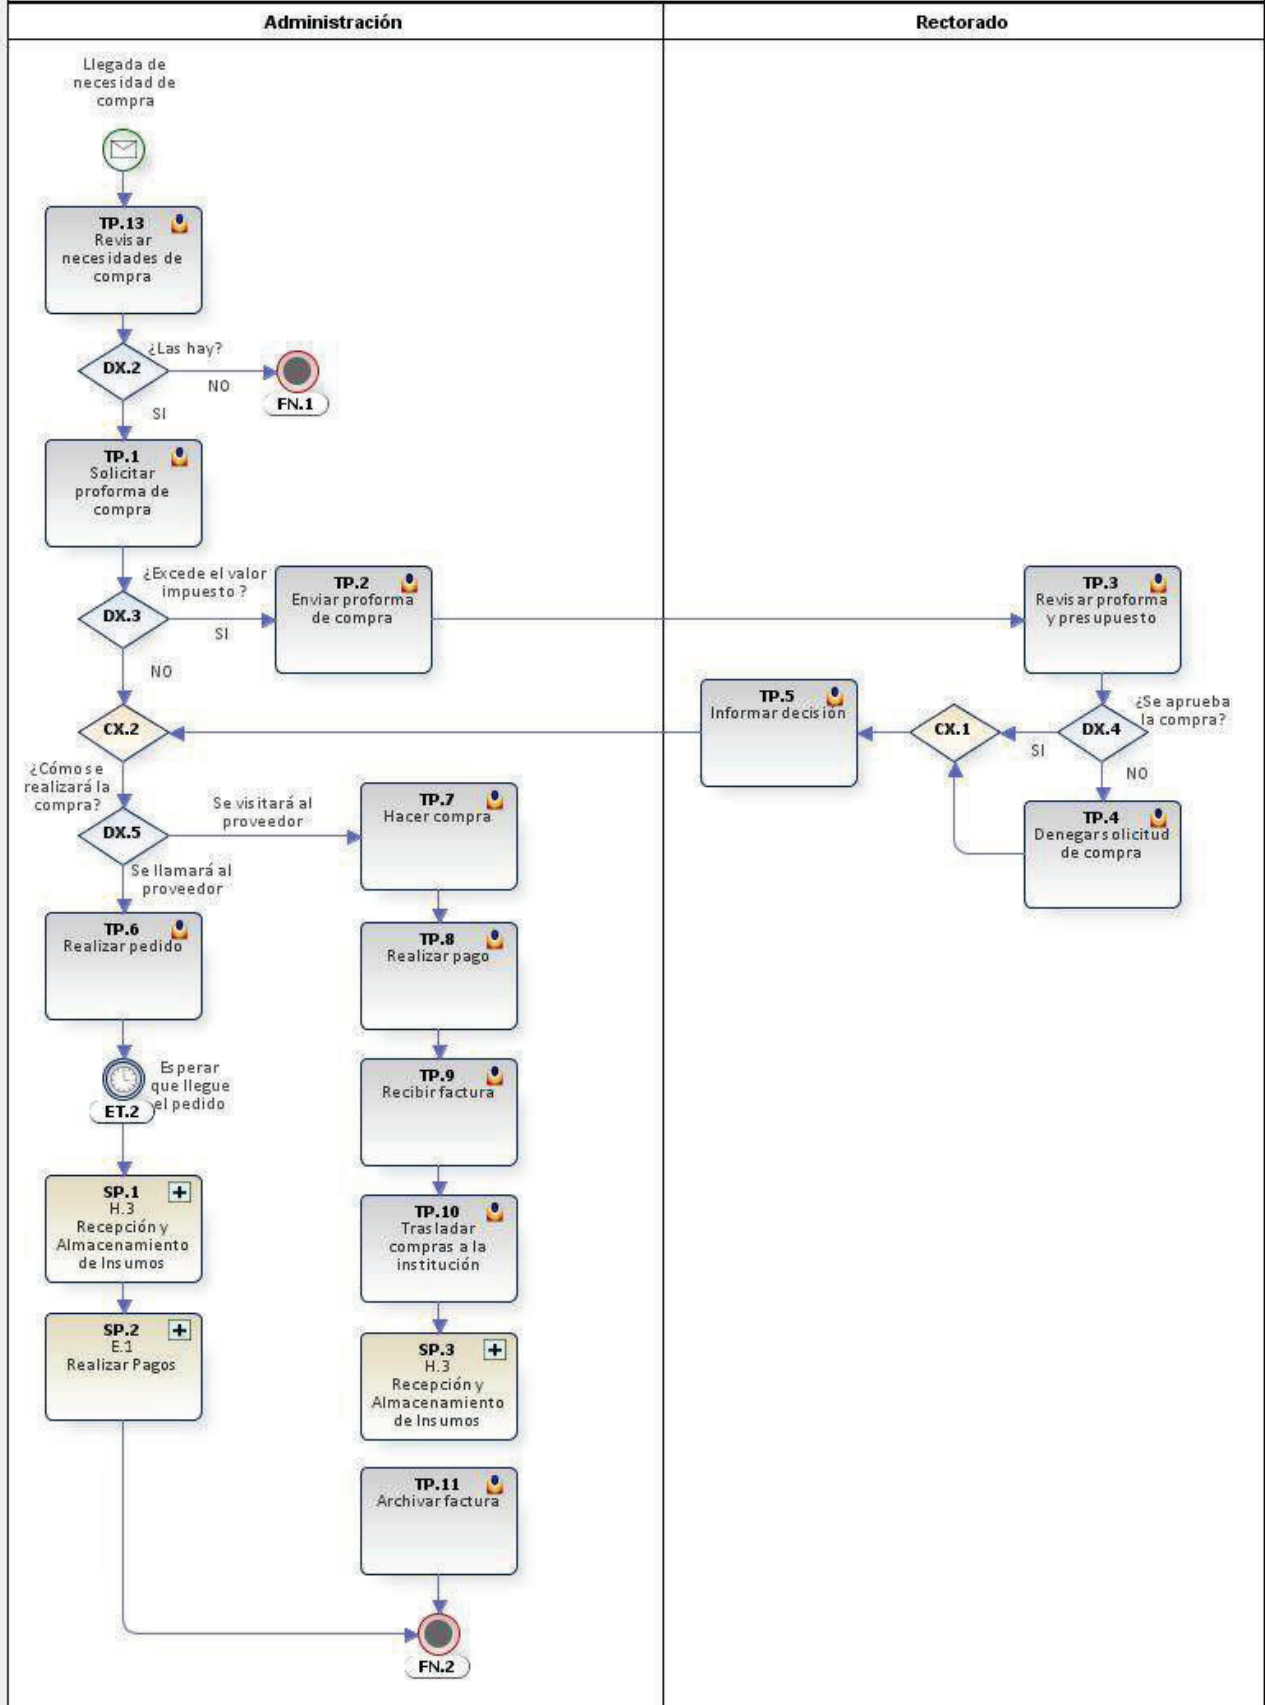 Administración
Rectorado
Llegada de
necesidad de
compra
TP.13
Revisar
necesidades de
compra
¿Las hay?
DX.2
NO
FN.1
SI
TP.1
Solicitar
proforma de
compra
¿Excede el valor
impuesto ?
DX.3
SI
NO
TP.2
Enviar proforma
de compra
TP.3
Revisar proforma
y presupuesto
¿Se aprueba
la compra?
DX.4
SI
NO
CX.1
TP.5
Informar decisión
TP.4
Denegar solicitud
de compra
CX.2
¿Cómo se
realizará la
compra?
DX.5
Se visitará al
proveedor
Se llamará al
proveedor
TP.7
Hacer compra
TP.6
Realizar pedido
TP.8
Realizar pago
Esperar
que llegue
el pedido
ET.2
TP.9
Recibir factura
SP.1
H.3
Recepción y
Almacenamiento
de Insumos
TP.10
Trasladar
compras a la
institución
SP.2
E.1
Realizar Pagos
SP.3
H.3
Recepción y
Almacenamiento
de Insumos
TP.11
Archivar factura
FN.2